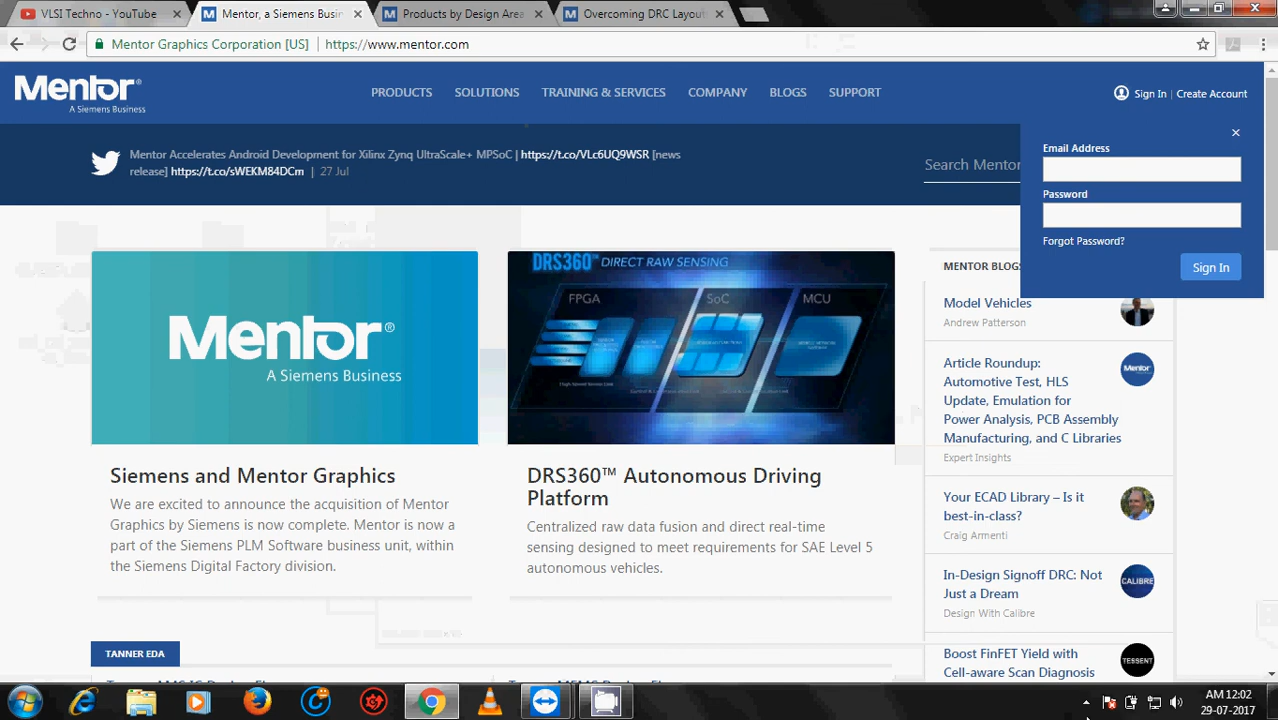 VLSI Techno - YouTube
Mentor, a Siemens Busin
Products by Design Area
Overcoming DRC Layout
Mentor Graphics Corporation [US]
https://www.mentor.com
Mentor®
A Siemens Business
PRODUCTS
SOLUTIONS
TRAINING & SERVICES
COMPANY
BLOGS
SUPPORT
Sign In | Create Account
Mentor Accelerates Android Development for Xilinx Zynq UltraScale+ MPSoC | https://t.co/VLc6UQ9WSR [news
release] https://t.co/sWEKM84DCm | 27 Jul
Search Mentor
Email Address
Password
Forgot Password?
Sign In
Mentor®
A Siemens Business
Siemens and Mentor Graphics
We are excited to announce the acquisition of Mentor
Graphics by Siemens is now complete. Mentor is now a
part of the Siemens PLM Software business unit, within
the Siemens Digital Factory division.
DRS360™ DIRECT RAW SENSING
FPGA
SoC
MCU
DRS360™ Autonomous Driving
Platform
Centralized raw data fusion and direct real-time
sensing designed to meet requirements for SAE Level 5
autonomous vehicles.
MENTOR BLOGS
Model Vehicles
Andrew Patterson
Article Roundup:
Automotive Test, HLS
Update, Emulation for
Power Analysis, PCB Assembly
Manufacturing, and C Libraries
Expert Insights
Mentor
Your ECAD Library – Is it
best-in-class?
Craig Armenti
In-Design Signoff DRC: Not
Just a Dream
Design With Calibre
CALIBRE
Boost FinFET Yield with
Cell-aware Scan Diagnosis
TESSENT
TANNER EDA
AM 12:02
29-07-2017